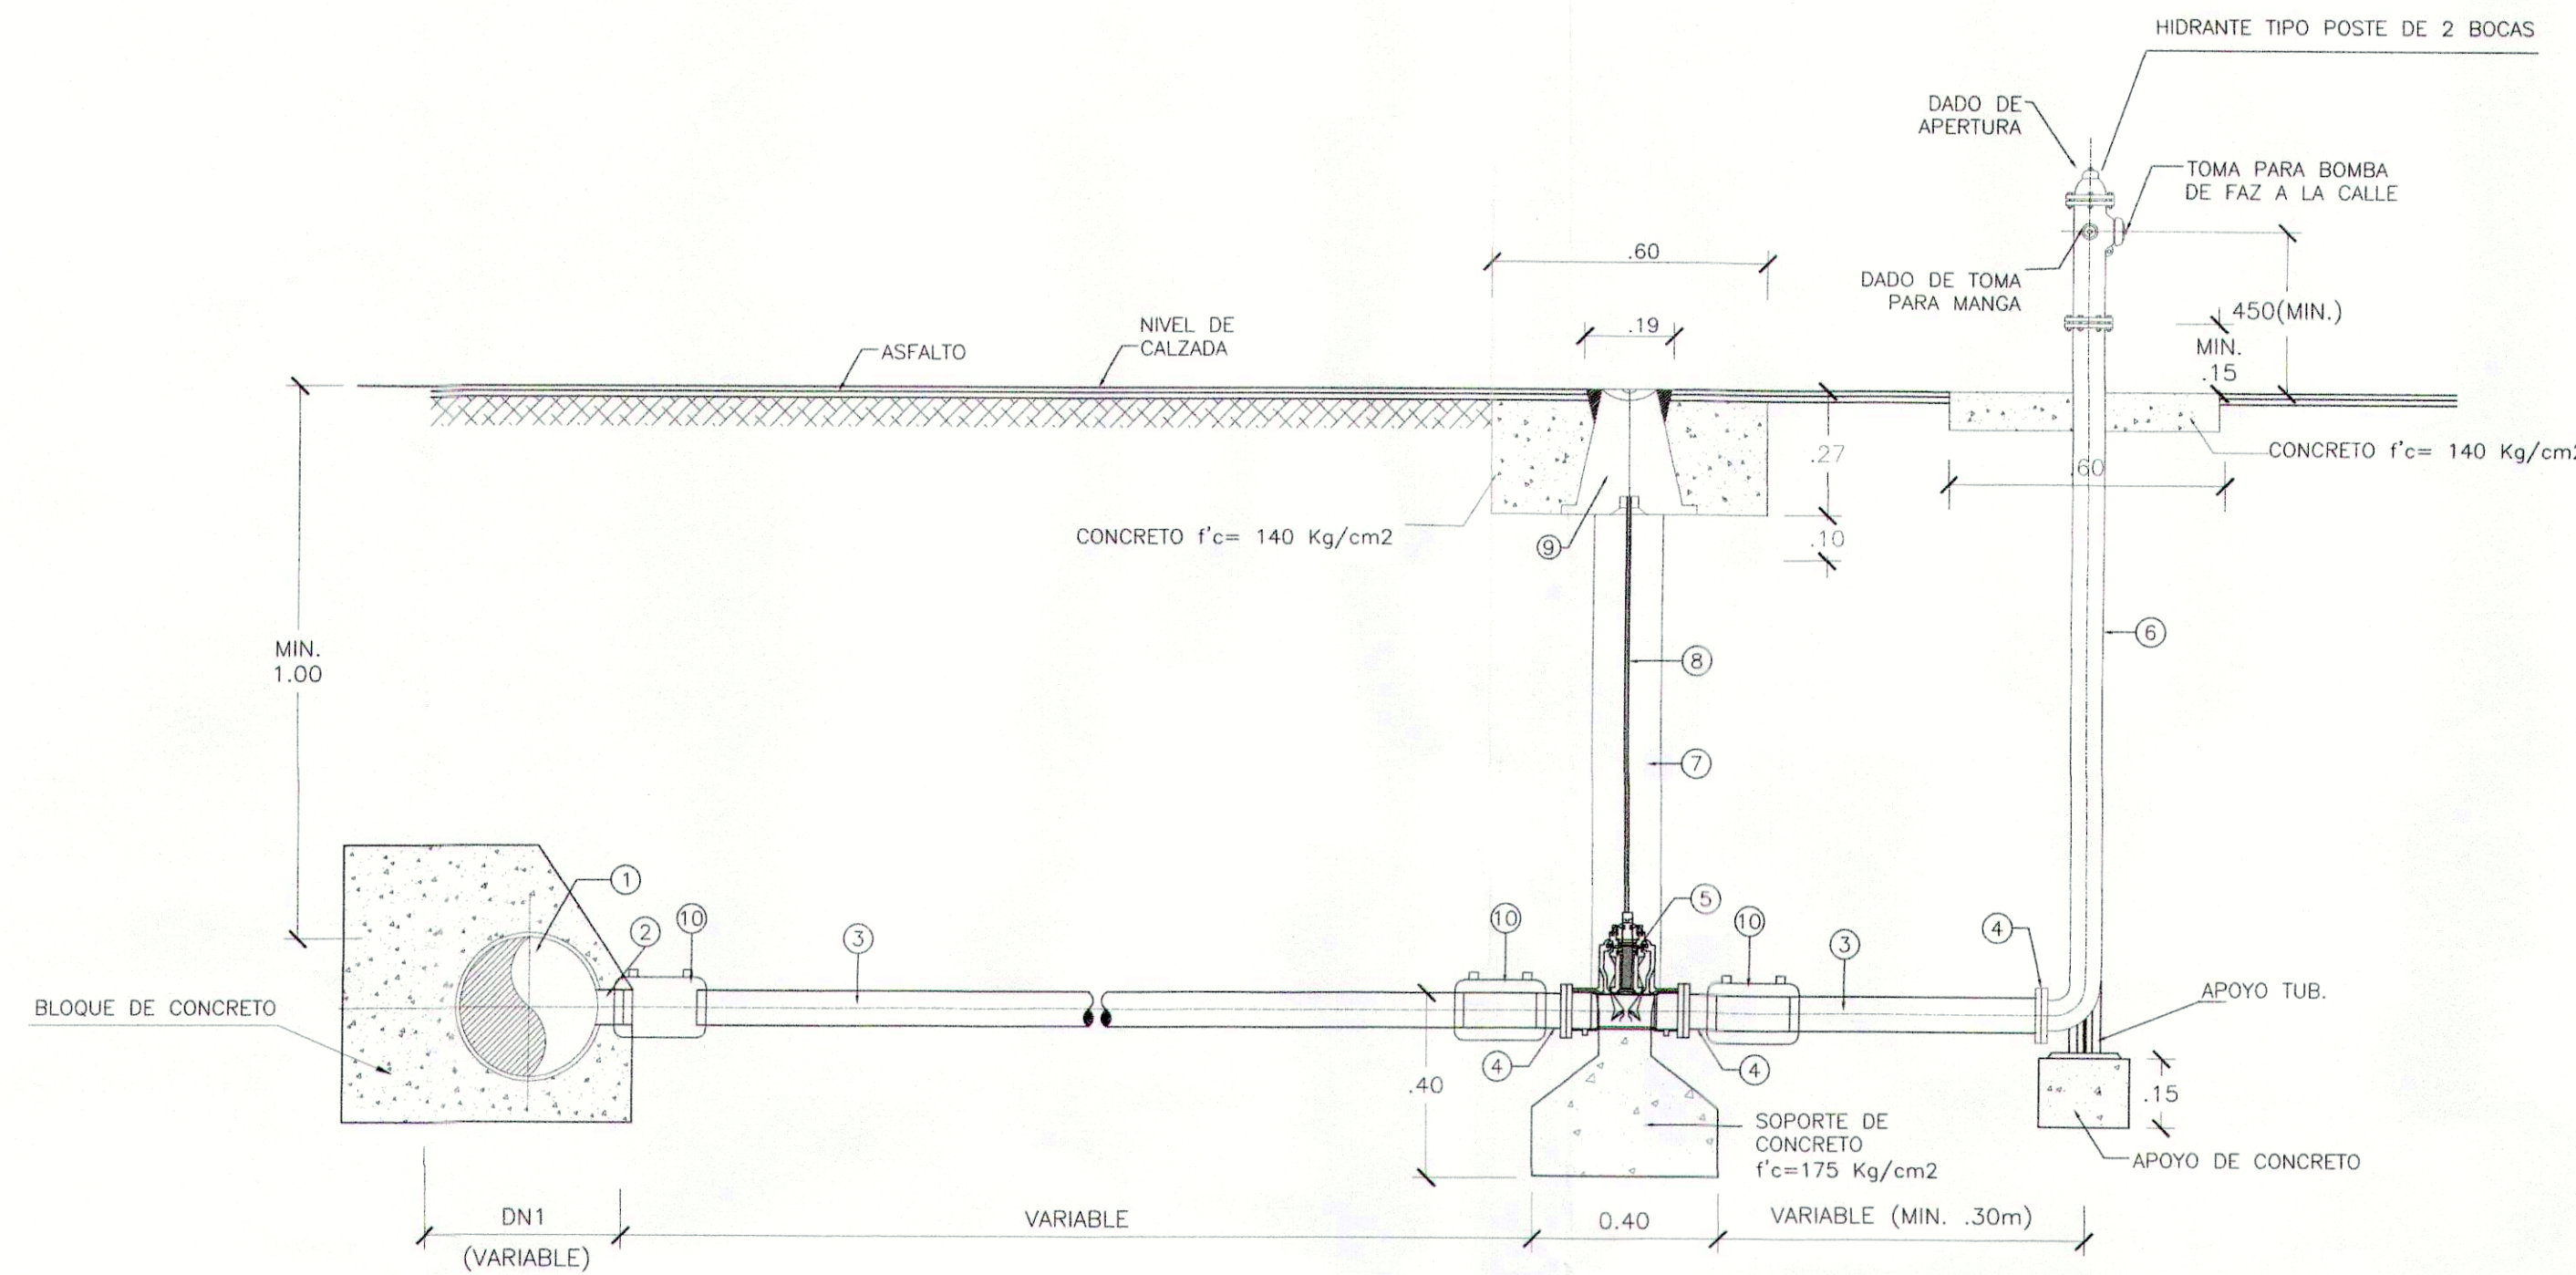 HIDRANTE TIPO POSTE DE 2 BOCAS
DADO DE
APERTURA
TOMA PARA BOMBA
DE FAZ A LA CALLE
.60
DADO DE TOMA
PARA MANGA
450(MIN.)
.19
NIVEL DE
CALZADA
ASFALTO
MIN.
.15
.27
CONCRETO f'c= 140 Kg/cm2
.60
CONCRETO f'c= 140 Kg/cm2
9
.10
MIN.
1.00
6
8
7
1
2
10
3
10
5
10
3
4
BLOQUE DE CONCRETO
APOYO TUB.
4
4
.40
.15
SOPORTE DE
CONCRETO
f'c=175 Kg/cm2
APOYO DE CONCRETO
DN1
(VARIABLE)
VARIABLE
0.40
VARIABLE (MIN. .30m)